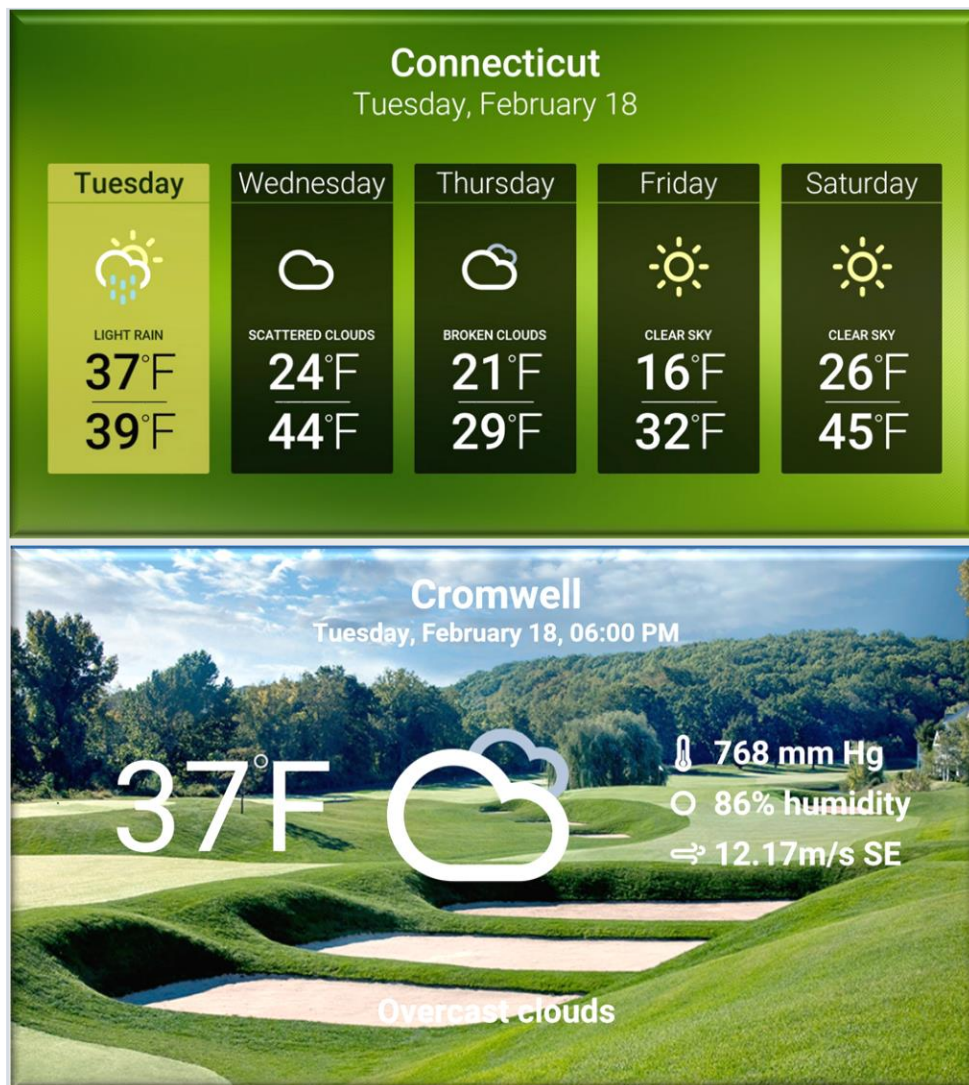 Connecticut
Tuesday, February 18
Tuesday Wednesday Thursday Friday Saturday
LIGHT RAIN SCATTERED CLOUDS BROKEN CLOUDS CLEAR SKY CLEAR SKY
37°F 24°F 21°F 16°F 26°F
39°F 44°F 29°F 32°F 45°F
Cromwell
Tuesday, February 18, 06:00 PM
37°F
768 mm Hg
86% humidity
12.17m/s SE
Overcast clouds